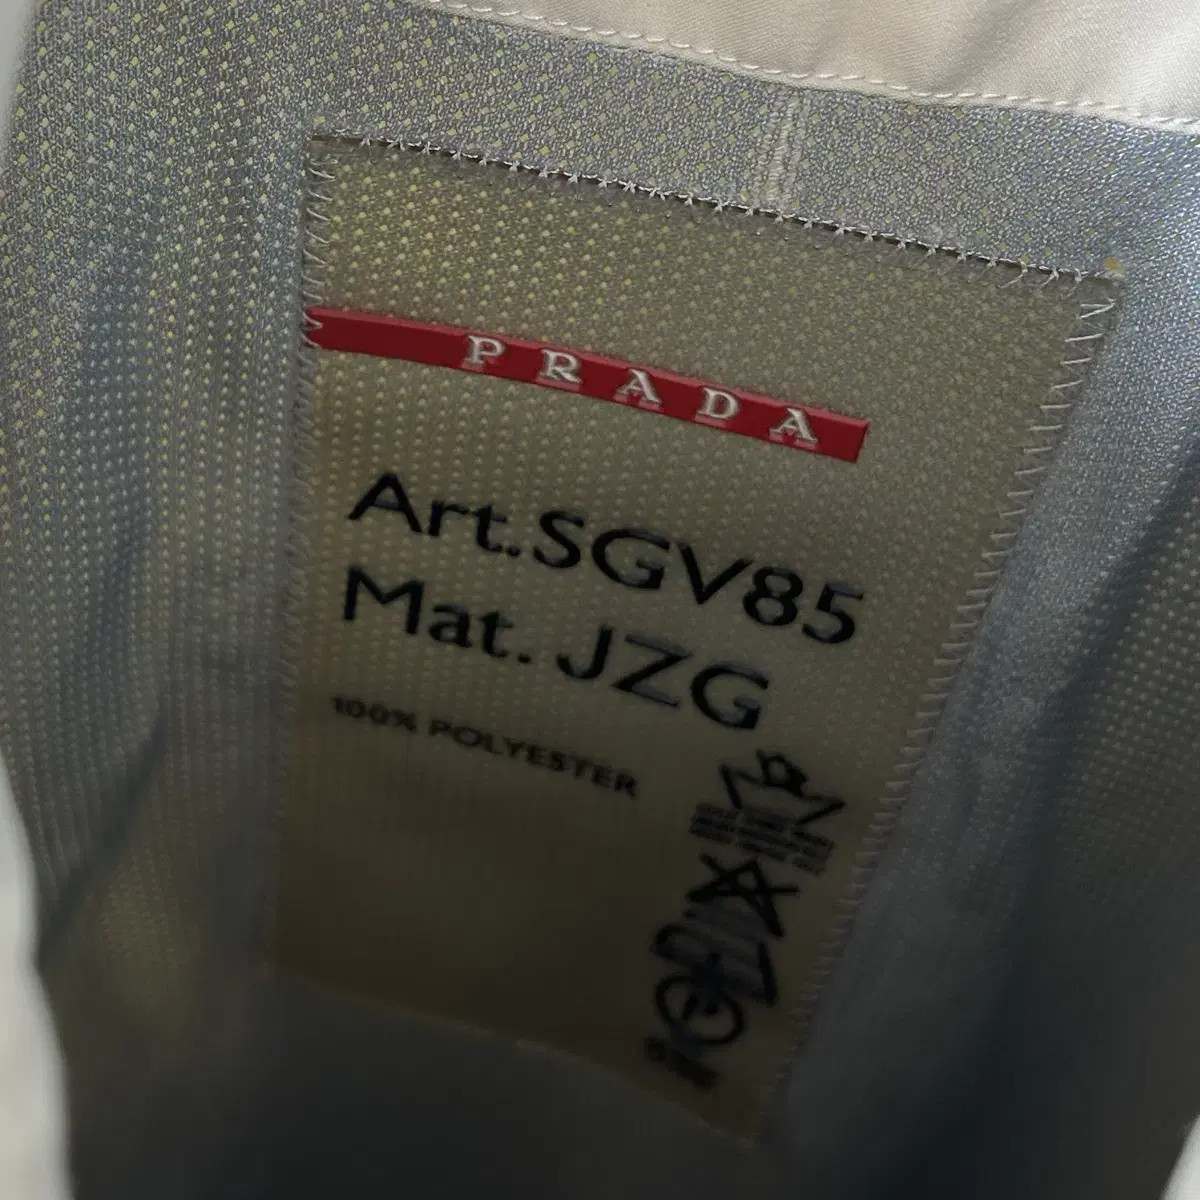 PRADA
Art.SGV85
Mat. JZG
100% POLYESTER